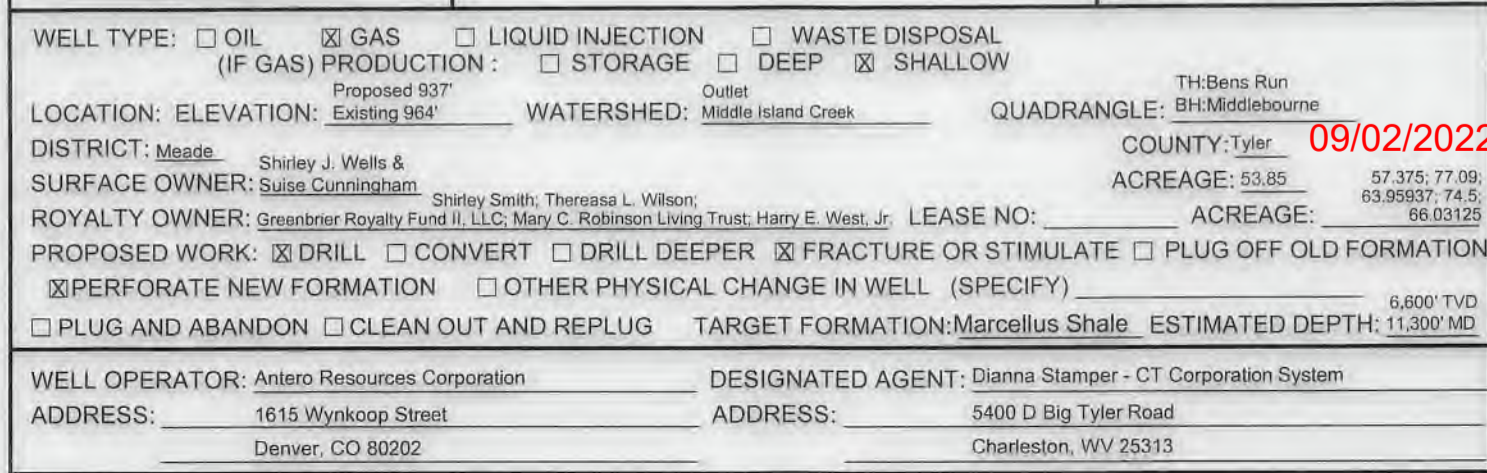 WELL TYPE: ☐ OIL ☒ GAS ☐ LIQUID INJECTION ☐ WASTE DISPOSAL
(IF GAS) PRODUCTION : ☐ STORAGE ☐ DEEP ☒ SHALLOW
Proposed 937' Outlet TH:Bens Run
LOCATION: ELEVATION: Existing 964' WATERSHED: Middle Island Creek QUADRANGLE: BH:Middlebourne
DISTRICT: Meade COUNTY:Tyler 09/02/2022
Shirley J. Wells &
SURFACE OWNER: Suise Cunningham ACREAGE: 53.85 57.375; 77.09;
Shirley Smith; Thereasa L. Wilson; 63.95937; 74.5;
ROYALTY OWNER: Greenbrier Royalty Fund II, LLC; Mary C. Robinson Living Trust; Harry E. West, Jr. LEASE NO: ACREAGE: 66.03125
PROPOSED WORK: ☒ DRILL ☐ CONVERT ☐ DRILL DEEPER ☒ FRACTURE OR STIMULATE ☐ PLUG OFF OLD FORMATION
☒PERFORATE NEW FORMATION ☐ OTHER PHYSICAL CHANGE IN WELL (SPECIFY)
6,600' TVD
☐ PLUG AND ABANDON ☐ CLEAN OUT AND REPLUG TARGET FORMATION:Marcellus Shale ESTIMATED DEPTH: 11,300' MD
WELL OPERATOR: Antero Resources Corporation DESIGNATED AGENT: Dianna Stamper - CT Corporation System
ADDRESS: 1615 Wynkoop Street ADDRESS: 5400 D Big Tyler Road
Denver, CO 80202 Charleston, WV 25313